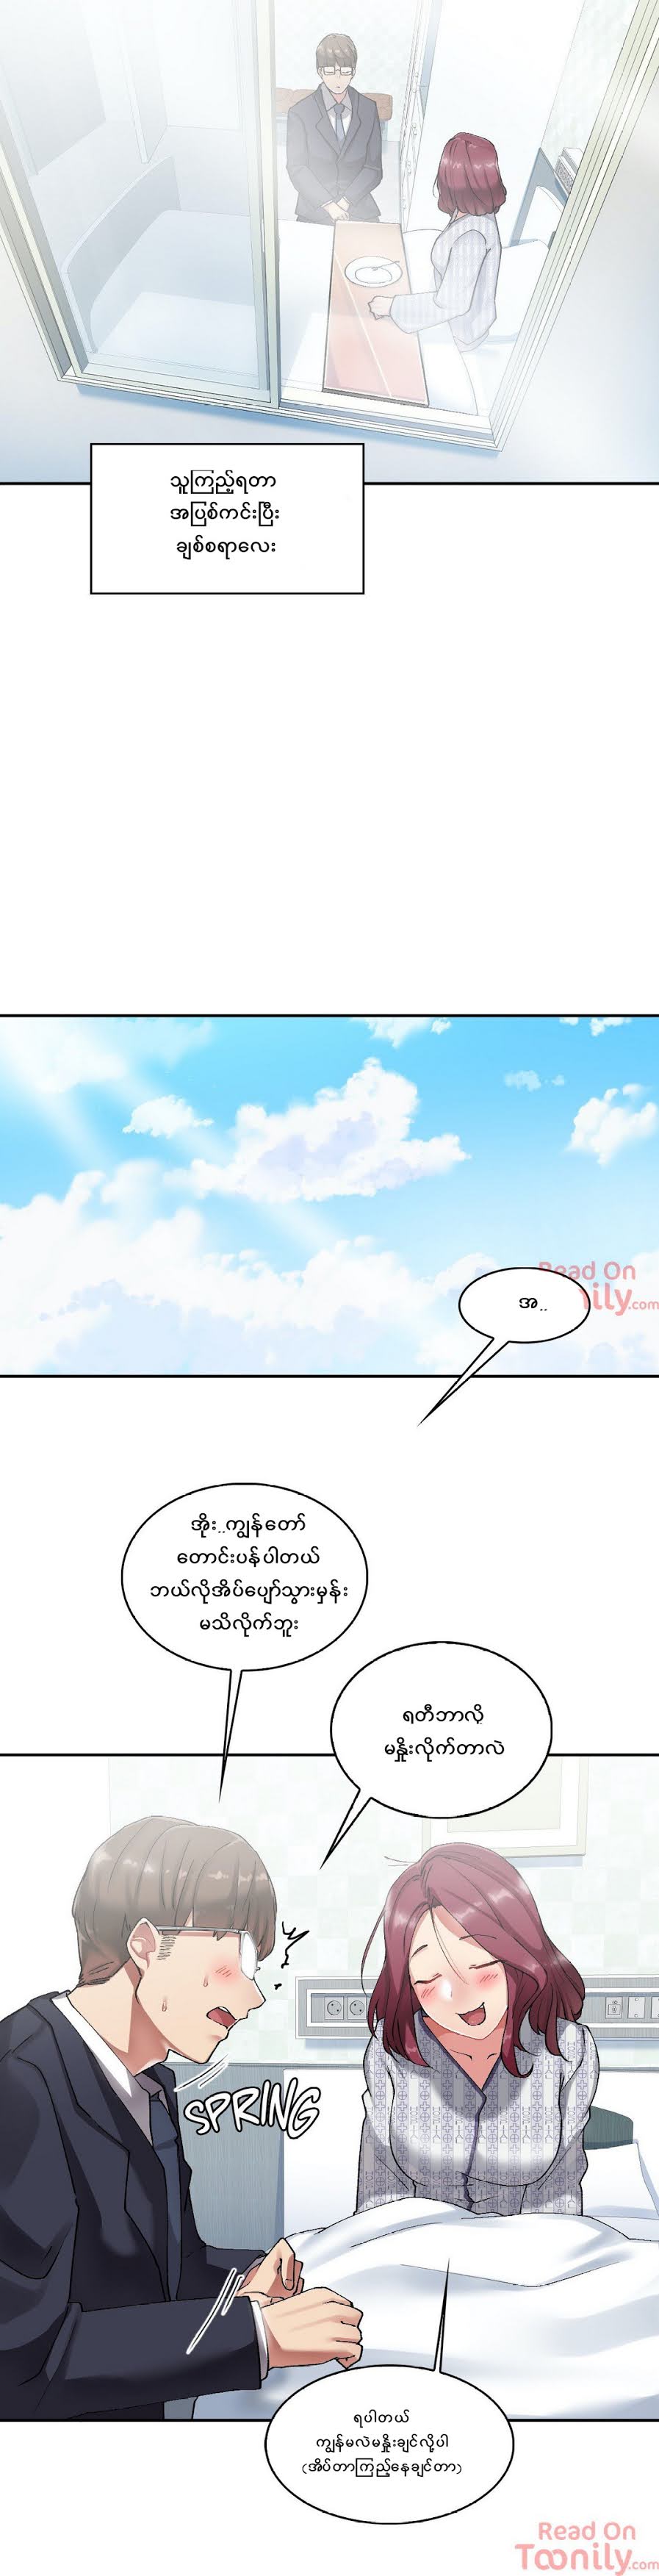 သူကြည့်ရတာ
အပြစ်ကင်းပြီး
ချစ်စရာလေး
Read On
ily.com
အ..
အိုး..ကျွန်တော်
တောင်းပန်ပါတယ်
ဘယ်လိုအိပ်ပျော်သွားမှန်း
မသိလိုက်ဘူး
ရတီဘာလို့
မနှိုးလိုက်တာလဲ
SPRING
ရပါတယ်
ကျွန်မလဲမနှိုးချင်လို့ပါ
(အိပ်တာကြည့်နေချင်တာ)
Read On
Toonily.com